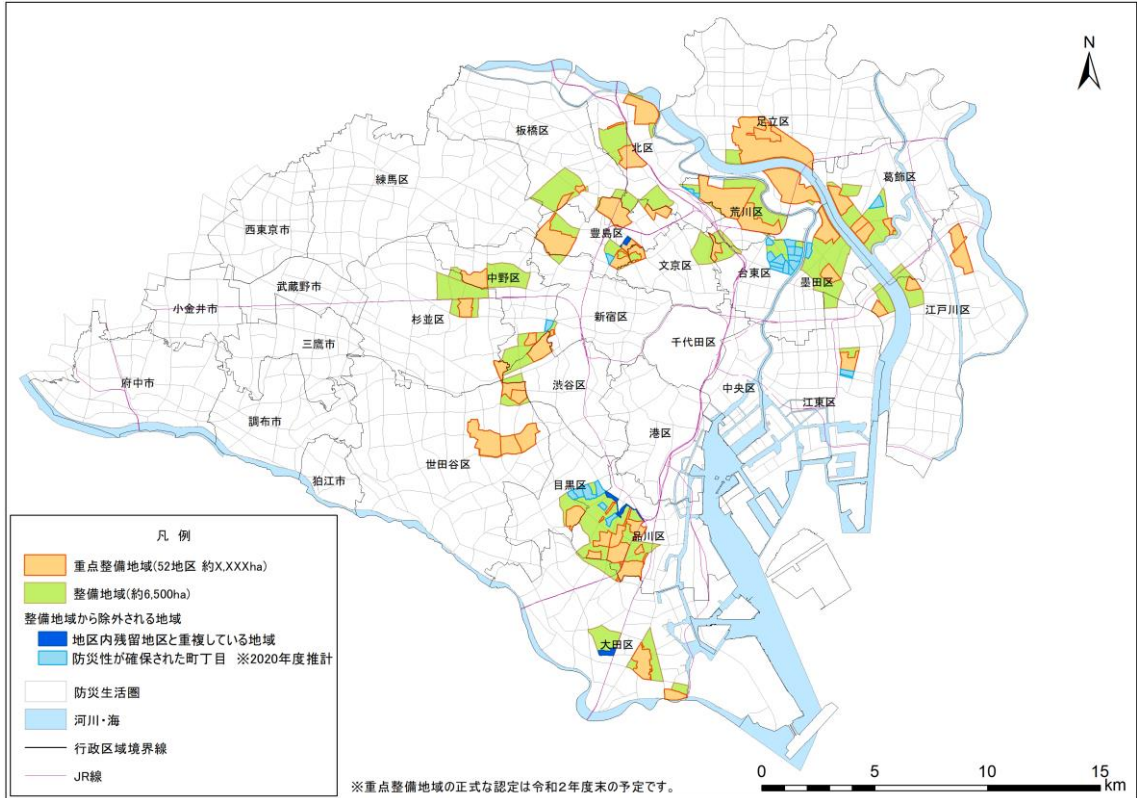 N
足立区
板橋区
北区
葛飾区
練馬区
荒川区
西東京市
豊島区
文京区
台東区
墨田区
中野区
武蔵野市
小金井市
杉並区
新宿区
江戸川区
三鷹市
千代田区
府中市
渋谷区
中央区
江東区
調布市
港区
世田谷区
狛江市
目黒区
品川区
大田区
凡 例
重点整備地域(52地区 約X,XXXha)
整備地域(約6,500ha)
整備地域から除外される地域
地区内残留地区と重複している地域
防災性が確保された町丁目 ※2020年度推計
防災生活圏
河川・海
行政区域境界線
JR線
※重点整備地域の正式な認定は令和2年度末の予定です。
0 5 10 15
km